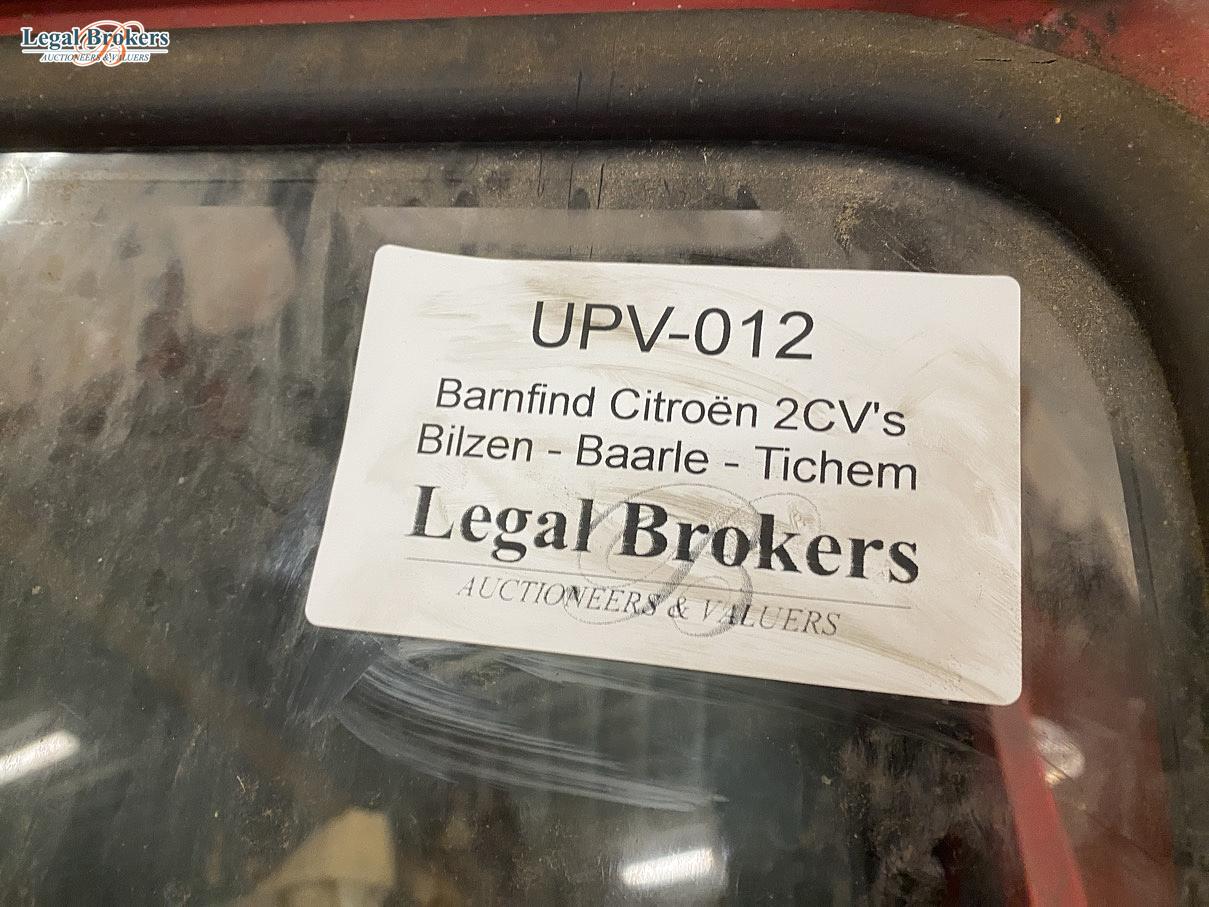 Legal Brokers
AUCTIONEERS & VALUERS
UPV-012
Barnfind Citroën 2CV's
Bilzen - Baarle - Tichem
Legal Brokers
AUCTIONEERS & VALUERS